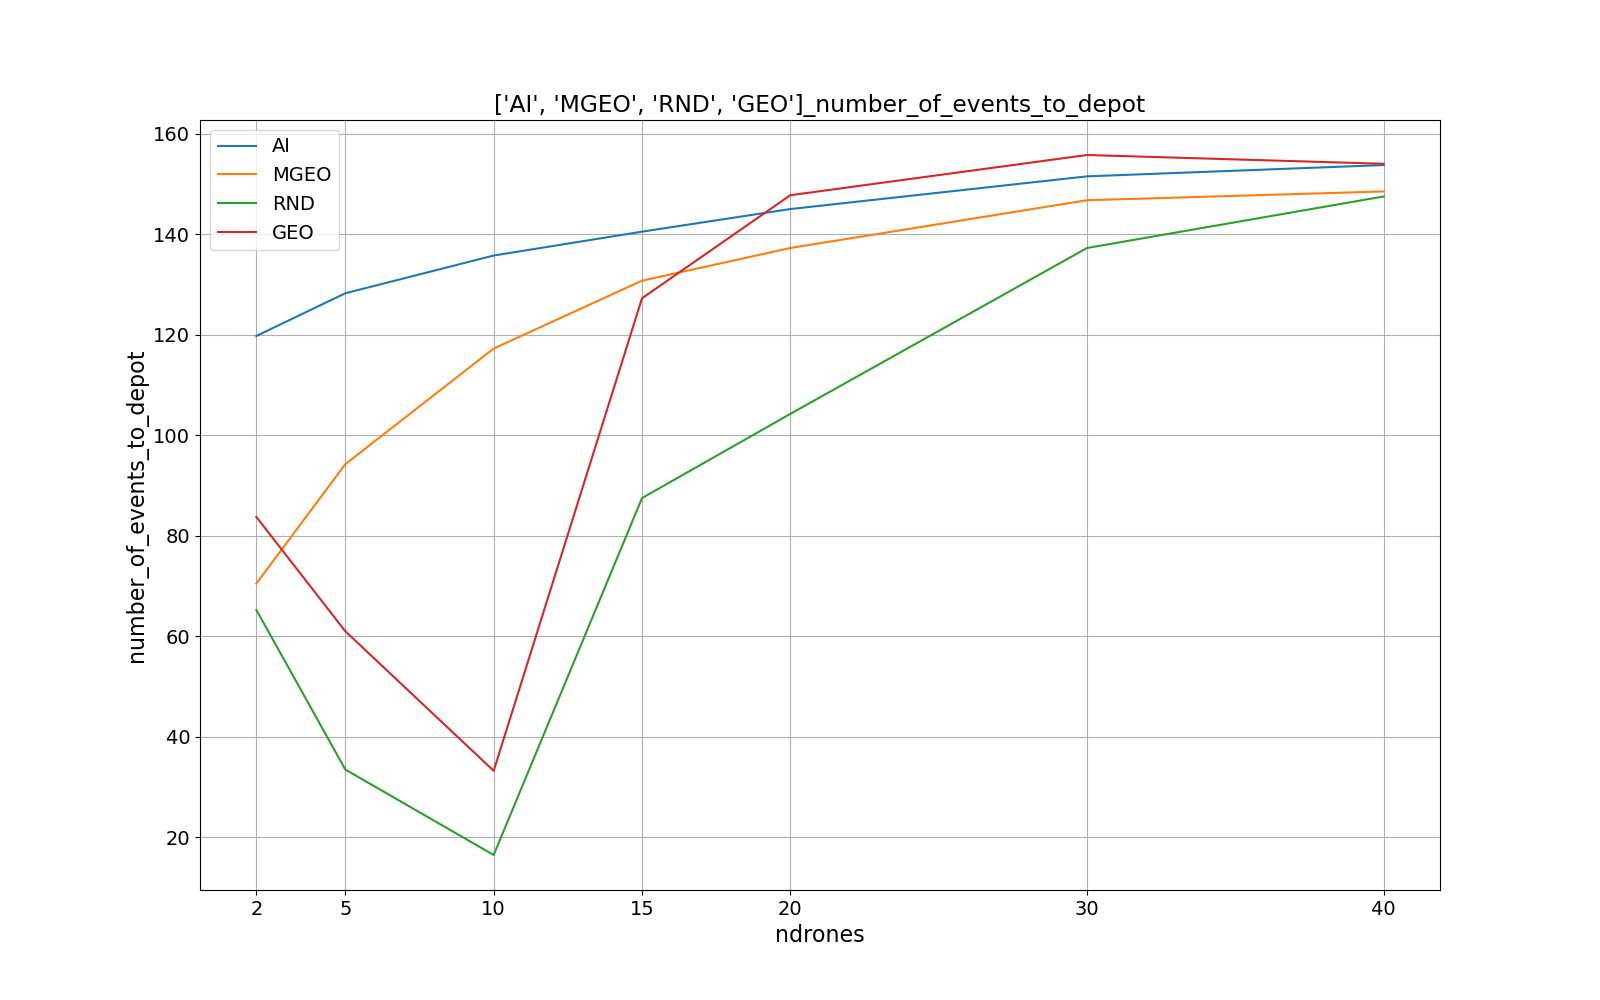 ['AI', 'MGEO', 'RND', 'GEO']_number_of_events_to_depot
AI
MGEO
RND
GEO
number_of_events_to_depot
160
140
120
100
80
60
40
20
2 5 10 15 20 30 40
ndrones